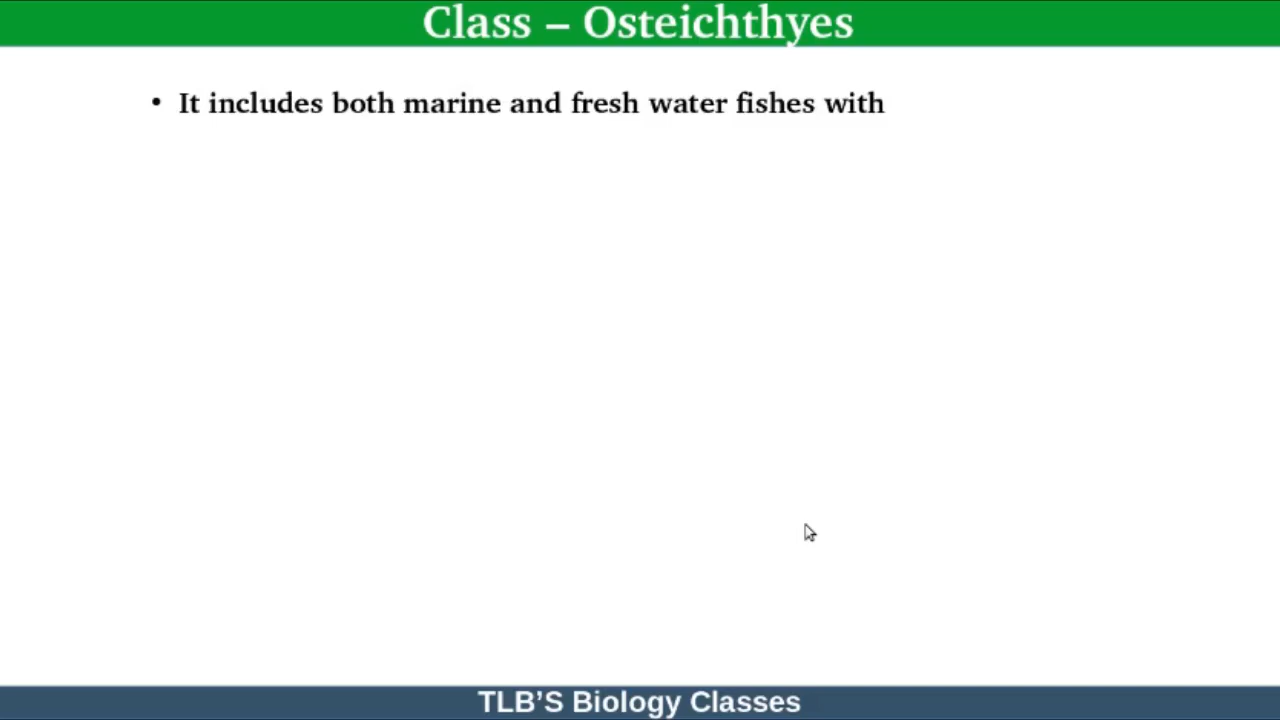 Class – Osteichthyes
• It includes both marine and fresh water fishes with
TLB’S Biology Classes